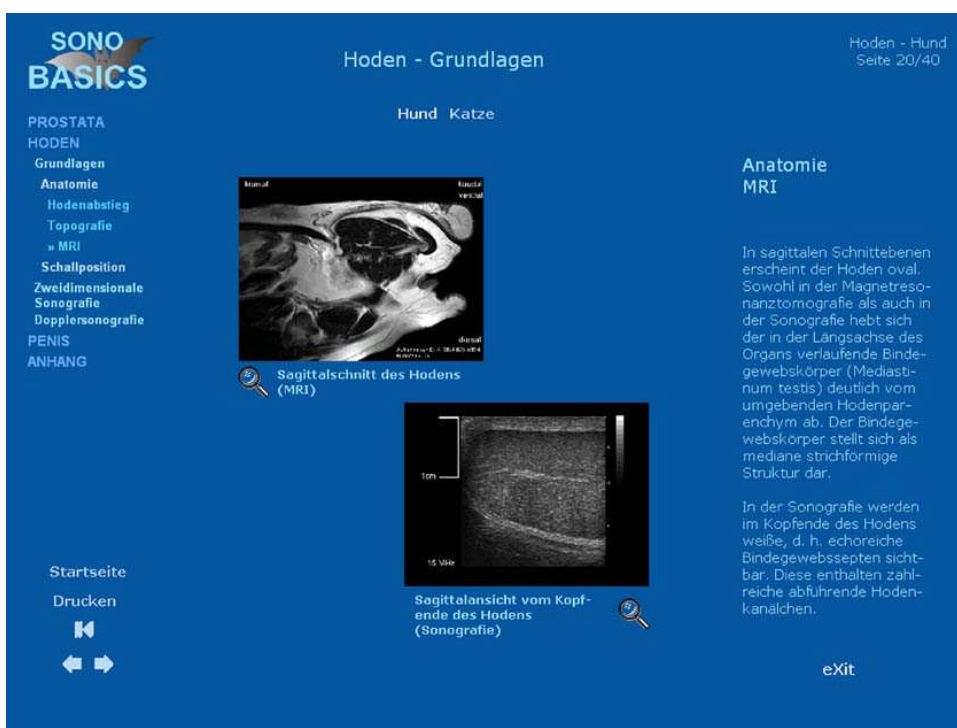 SONO
BASICS
Hoden - Grundlagen
Hoden - Hund
Seite 20/40
Hund Katze
PROSTATA
HODEN
Grundlagen
Anatomie
Hodenabstieg
Topografie
» MRI
Schallposition
Zweidimensionale
Sonografie
Dopplersonografie
PENIS
ANHANG
kaudal
ventral
dorsal
Sagittalschnitt des Hodens
(MRI)
1cm
15 MHz
Sagittalansicht vom Kopf-
ende des Hodens
(Sonografie)
Anatomie
MRI
In sagittalen Schnittebenen
erscheint der Hoden oval.
Sowohl in der Magnetreso-
nanztomografie als auch in
der Sonografie hebt sich
der in der Längsachse des
Organs verlaufende Binde-
gewebskörper (Mediasti-
num testis) deutlich vom
umgebenden Hodenpar-
enchym ab. Der Bindege-
webskörper stellt sich als
mediane strichförmige
Struktur dar.
In der Sonografie werden
im Kopfende des Hodens
weiße, d. h. echoreiche
Bindegewebssepten sicht-
bar. Diese enthalten zahl-
reiche abführende Hoden-
kanälchen.
Startseite
Drucken
eXit